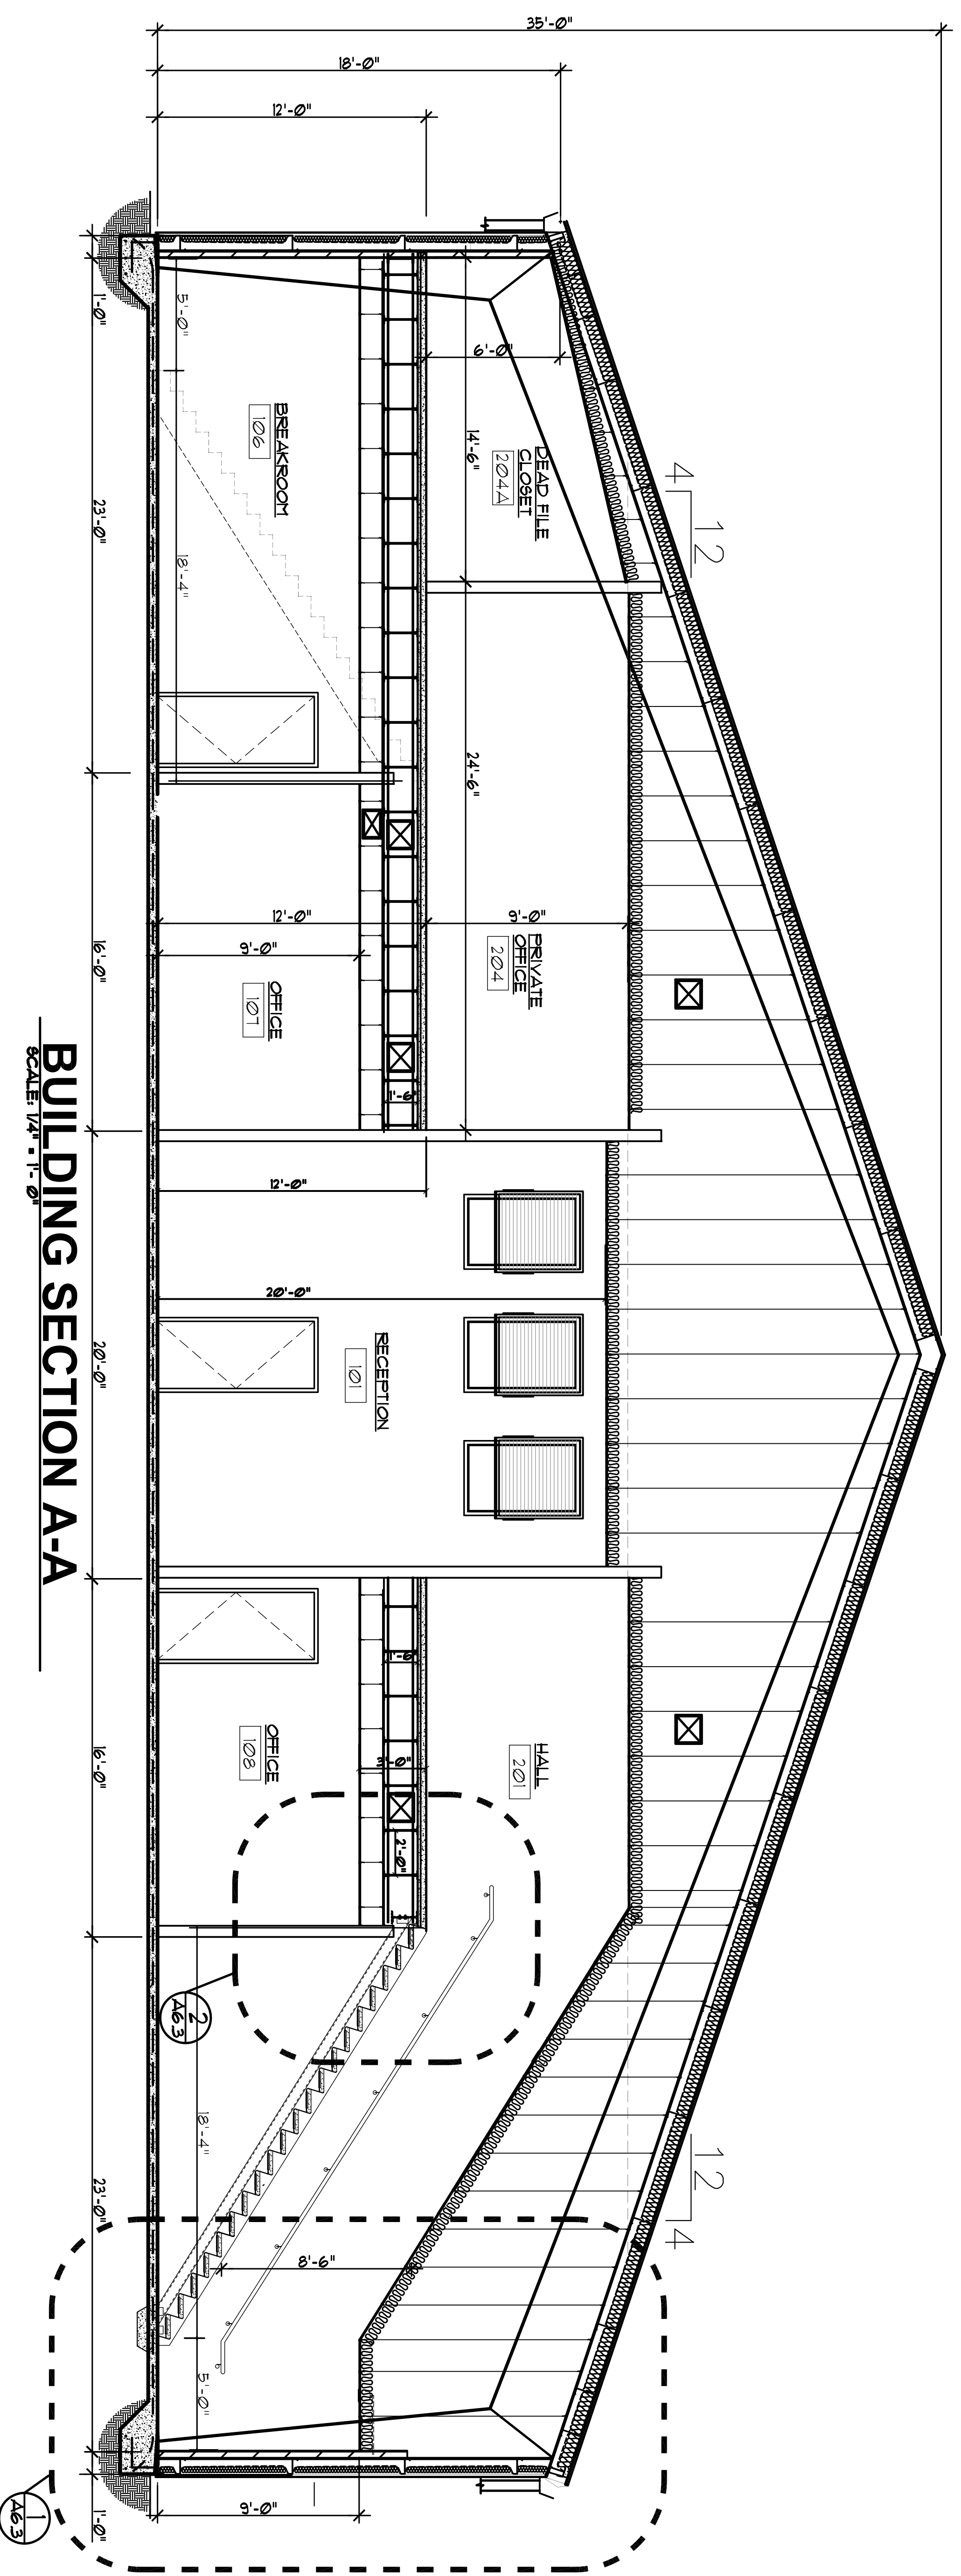 35'-0"
18'-0"
12'-0"
4
12
12
4
6'-0"
14'-6"
24'-6"
DEAD FILE
CLOSET
204A
PRIVATE
OFFICE
204
9'-0"
HALL
201
1'-6"
1'-6"
3'-0"
2'-0"
5'-0"
18'-4"
BREAKROOM
106
12'-0"
9'-0"
OFFICE
107
12'-0"
20'-0"
RECEPTION
101
OFFICE
108
2
A6.3
18'-4"
8'-6"
5'-0"
9'-0"
1'-0"
23'-0"
16'-0"
20'-0"
16'-0"
23'-0"
1'-0"
1
A6.3
BUILDING SECTION A-A
SCALE: 1/4" = 1'-0"